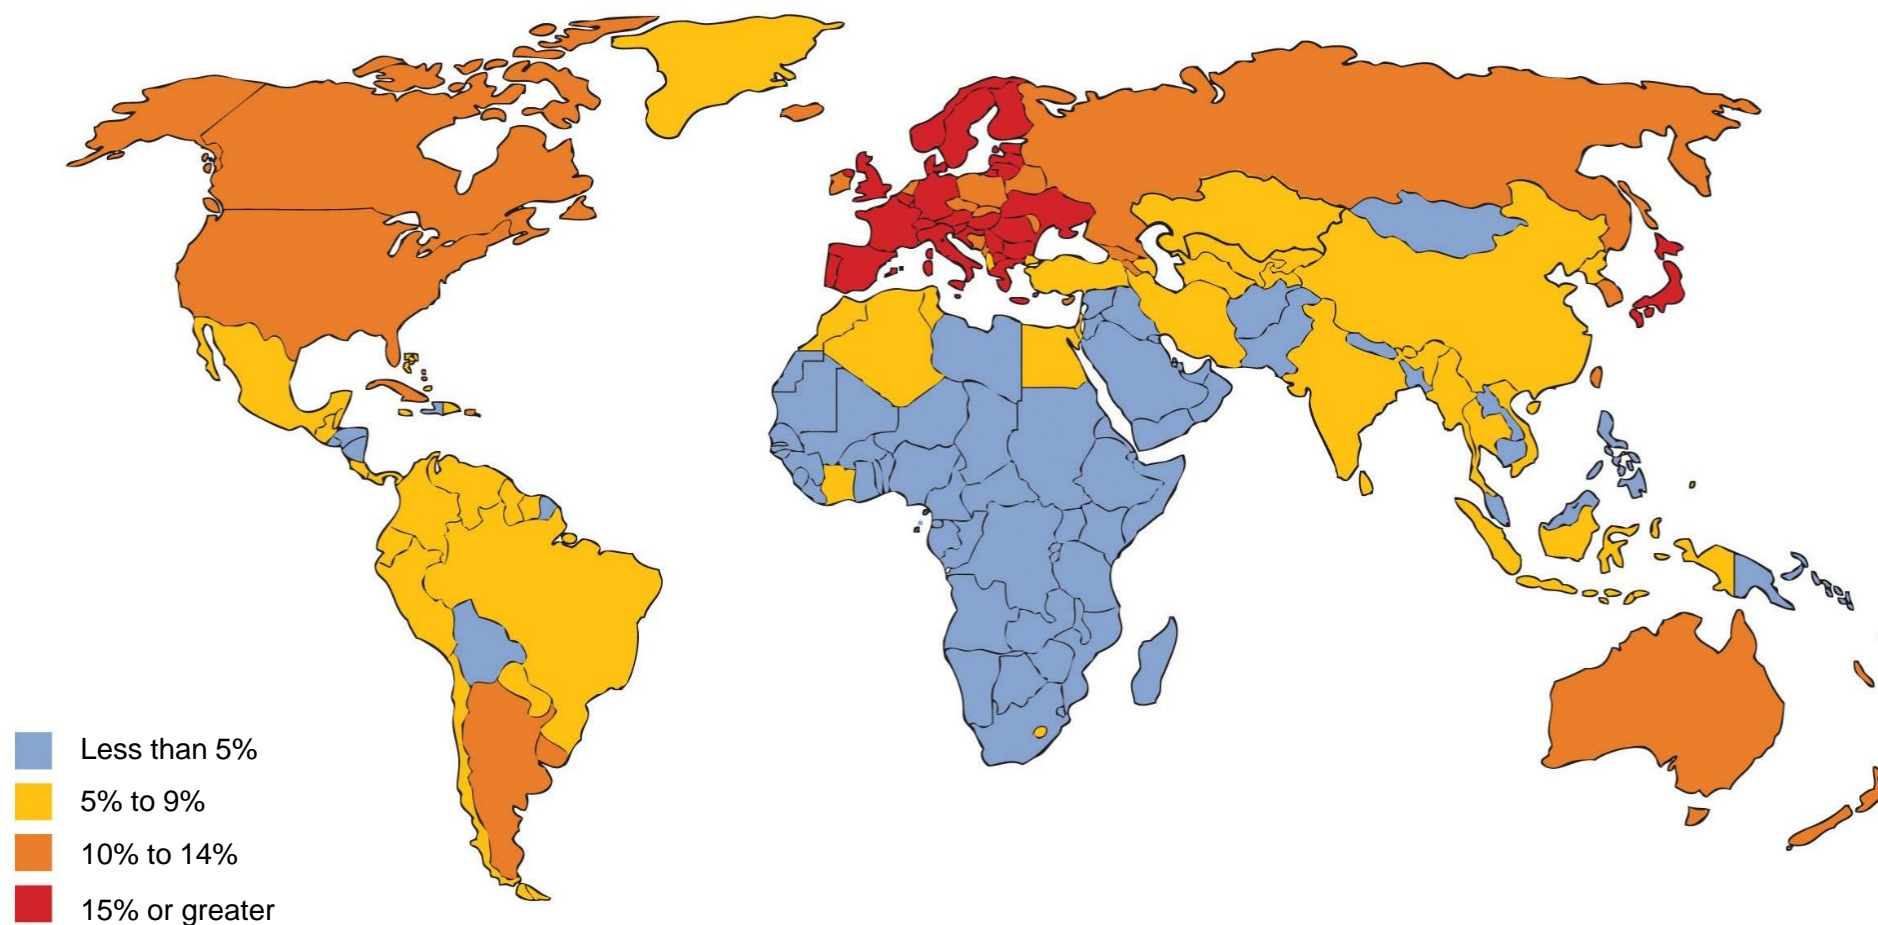 Less than 5%
5% to 9%
10% to 14%
15% or greater